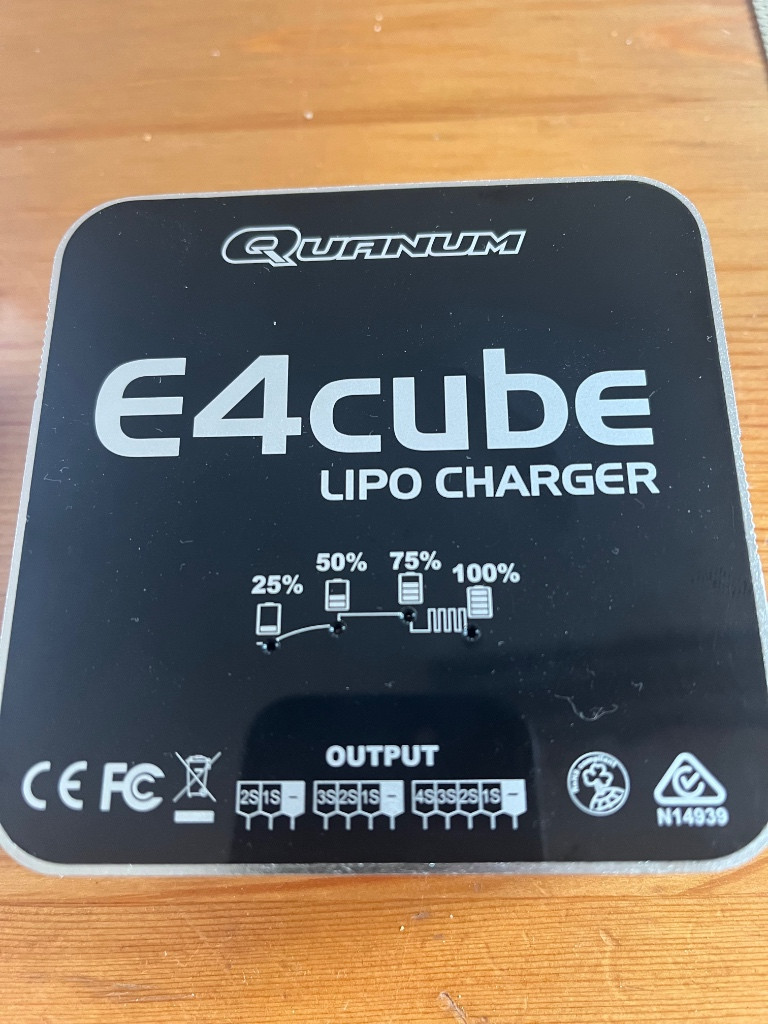 QUANUM
E4cube
LIPO CHARGER
25% 50% 75% 100%
OUTPUT
CE FC 2S 1S - 3S 2S 1S - 4S 3S 2S 1S -
N14939